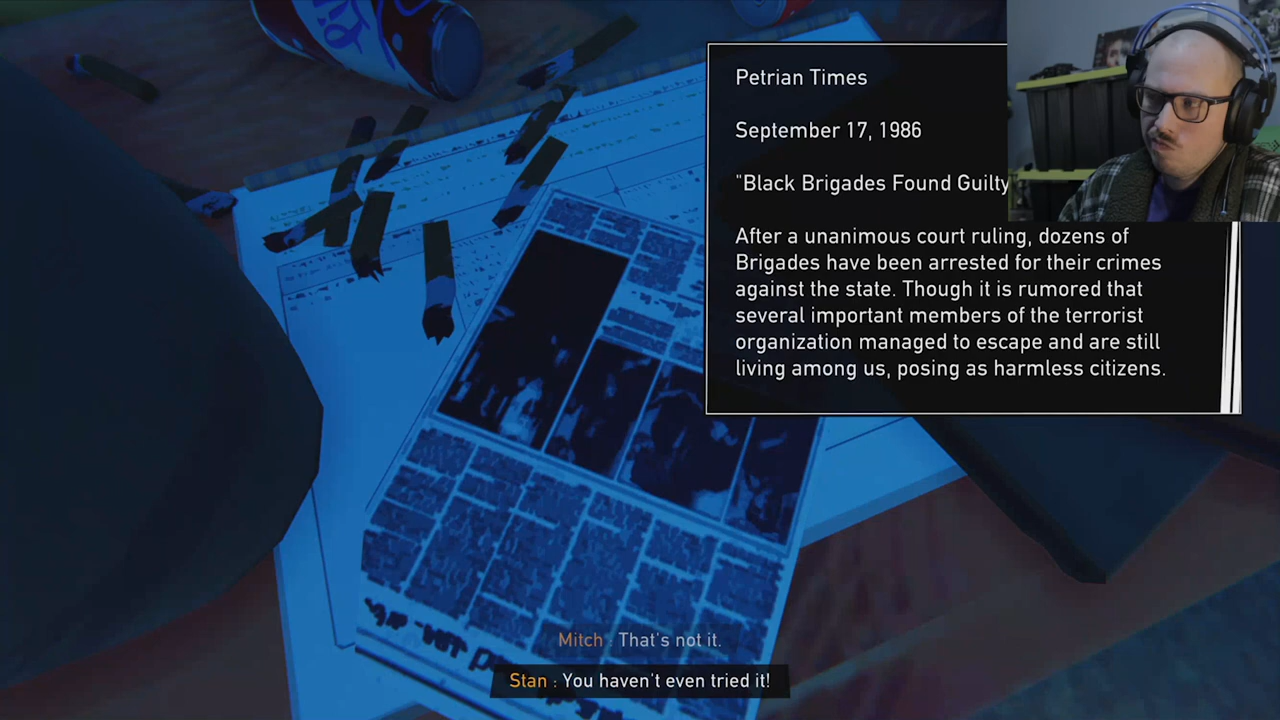 Petrian Times
September 17, 1986
"Black Brigades Found Guilty
After a unanimous court ruling, dozens of
Brigades have been arrested for their crimes
against the state. Though it is rumored that
several important members of the terrorist
organization managed to escape and are still
living among us, posing as harmless citizens.
Mitch : That's not it.
Stan : You haven't even tried it!